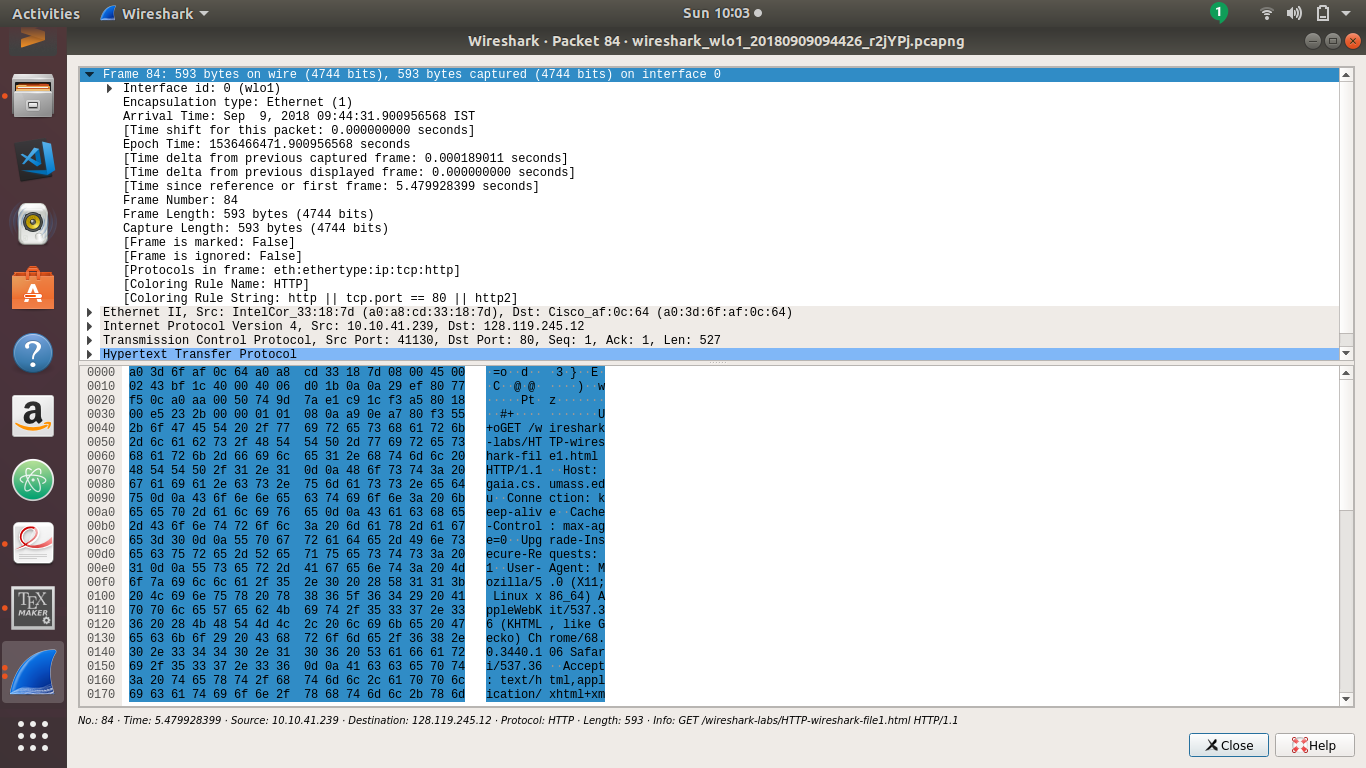 Activities Wireshark Sun 10:03 1
Wireshark · Packet 84 · wireshark_wlo1_20180909094426_r2jYPj.pcapng
Frame 84: 593 bytes on wire (4744 bits), 593 bytes captured (4744 bits) on interface 0
Interface id: 0 (wlo1)
Encapsulation type: Ethernet (1)
Arrival Time: Sep  9, 2018 09:44:31.900956568 IST
[Time shift for this packet: 0.000000000 seconds]
Epoch Time: 1536466471.900956568 seconds
[Time delta from previous captured frame: 0.000189011 seconds]
[Time delta from previous displayed frame: 0.000000000 seconds]
[Time since reference or first frame: 5.479928399 seconds]
Frame Number: 84
Frame Length: 593 bytes (4744 bits)
Capture Length: 593 bytes (4744 bits)
[Frame is marked: False]
[Frame is ignored: False]
[Protocols in frame: eth:ethertype:ip:tcp:http]
[Coloring Rule Name: HTTP]
[Coloring Rule String: http || tcp.port == 80 || http2]
Ethernet II, Src: IntelCor_33:18:7d (a0:a8:cd:33:18:7d), Dst: Cisco_af:0c:64 (a0:3d:6f:af:0c:64)
Internet Protocol Version 4, Src: 10.10.41.239, Dst: 128.119.245.12
Transmission Control Protocol, Src Port: 41130, Dst Port: 80, Seq: 1, Ack: 1, Len: 527
Hypertext Transfer Protocol
0000 a0 3d 6f af 0c 64 a0 a8 cd 33 18 7d 08 00 45 00 ·=o··d·· ·3·}··E·
0010 02 43 bf 1c 40 00 40 06 d0 1b 0a 0a 29 ef 80 77 ·C··@·@· ····)··w
0020 f5 0c a0 aa 00 50 74 9d 7a e1 c9 1c f3 a5 80 18 ·····Pt· z·······
0030 00 e5 23 2b 00 00 01 01 08 0a a9 0e a7 80 f3 55 ··#+···· ·······U
0040 2b 6f 47 45 54 20 2f 77 69 72 65 73 68 61 72 6b +oGET /w ireshark
0050 2d 6c 61 62 73 2f 48 54 54 50 2d 77 69 72 65 73 -labs/HT TP-wires
0060 68 61 72 6b 2d 66 69 6c 65 31 2e 68 74 6d 6c 20 hark-fil e1.html
0070 48 54 54 50 2f 31 2e 31 0d 0a 48 6f 73 74 3a 20 HTTP/1.1 ··Host:
0080 67 61 69 61 2e 63 73 2e 75 6d 61 73 73 2e 65 64 gaia.cs. umass.ed
0090 75 0d 0a 43 6f 6e 6e 65 63 74 69 6f 6e 3a 20 6b u··Conne ction: k
00a0 65 65 70 2d 61 6c 69 76 65 0d 0a 43 61 63 68 65 eep-aliv e··Cache
00b0 2d 43 6f 6e 74 72 6f 6c 3a 20 6d 61 78 2d 61 67 -Control : max-ag
00c0 65 3d 30 0d 0a 55 70 67 72 61 64 65 2d 49 6e 73 e=0··Upg rade-Ins
00d0 65 63 75 72 65 2d 52 65 71 75 65 73 74 73 3a 20 ecure-Re quests:
00e0 31 0d 0a 55 73 65 72 2d 41 67 65 6e 74 3a 20 4d 1··User- Agent: M
00f0 6f 7a 69 6c 6c 61 2f 35 2e 30 20 28 58 31 31 3b ozilla/5 .0 (X11;
0100 20 4c 69 6e 75 78 20 78 38 36 5f 36 34 29 20 41 Linux x 86_64) A
0110 70 70 6c 65 57 65 62 4b 69 74 2f 35 33 37 2e 33 ppleWebK it/537.3
0120 36 20 28 4b 48 54 4d 4c 2c 20 6c 69 6b 65 20 47 6 (KHTML , like G
0130 65 63 6b 6f 29 20 43 68 72 6f 6d 65 2f 36 38 2e ecko) Ch rome/68.
0140 30 2e 33 34 34 30 2e 31 30 36 20 53 61 66 61 72 0.3440.1 06 Safar
0150 69 2f 35 33 37 2e 33 36 0d 0a 41 63 63 65 70 74 i/537.36 ··Accept
0160 3a 20 74 65 78 74 2f 68 74 6d 6c 2c 61 70 70 6c : text/h tml,appl
0170 69 63 61 74 69 6f 6e 2f 78 68 74 6d 6c 2b 78 6d ication/ xhtml+xm
No.: 84 · Time: 5.479928399 · Source: 10.10.41.239 · Destination: 128.119.245.12 · Protocol: HTTP · Length: 593 · Info: GET /wireshark-labs/HTTP-wireshark-file1.html HTTP/1.1
Close Help
TEX
MAKER